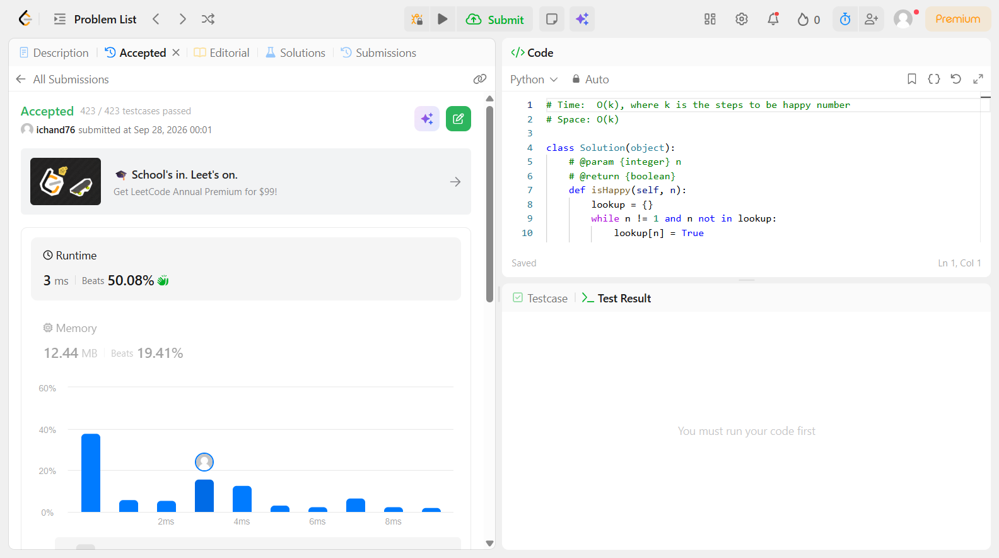 Problem List
Submit
0
Premium
Description
Accepted
Editorial
Solutions
Submissions
All Submissions
Accepted 423 / 423 testcases passed
ichand76 submitted at Sep 28, 2026 00:01
School's in. Leet's on.
Get LeetCode Annual Premium for $99!
Runtime
3 ms Beats 50.08%
Memory
12.44 MB Beats 19.41%
60%
40%
20%
0%
2ms 4ms 6ms 8ms
Code
Python Auto
1 # Time:  O(k), where k is the steps to be happy number
2 # Space: O(k)
3
4 class Solution(object):
5     # @param {integer} n
6     # @return {boolean}
7     def isHappy(self, n):
8         lookup = {}
9         while n != 1 and n not in lookup:
10             lookup[n] = True
Saved Ln 1, Col 1
Testcase
Test Result
You must run your code first